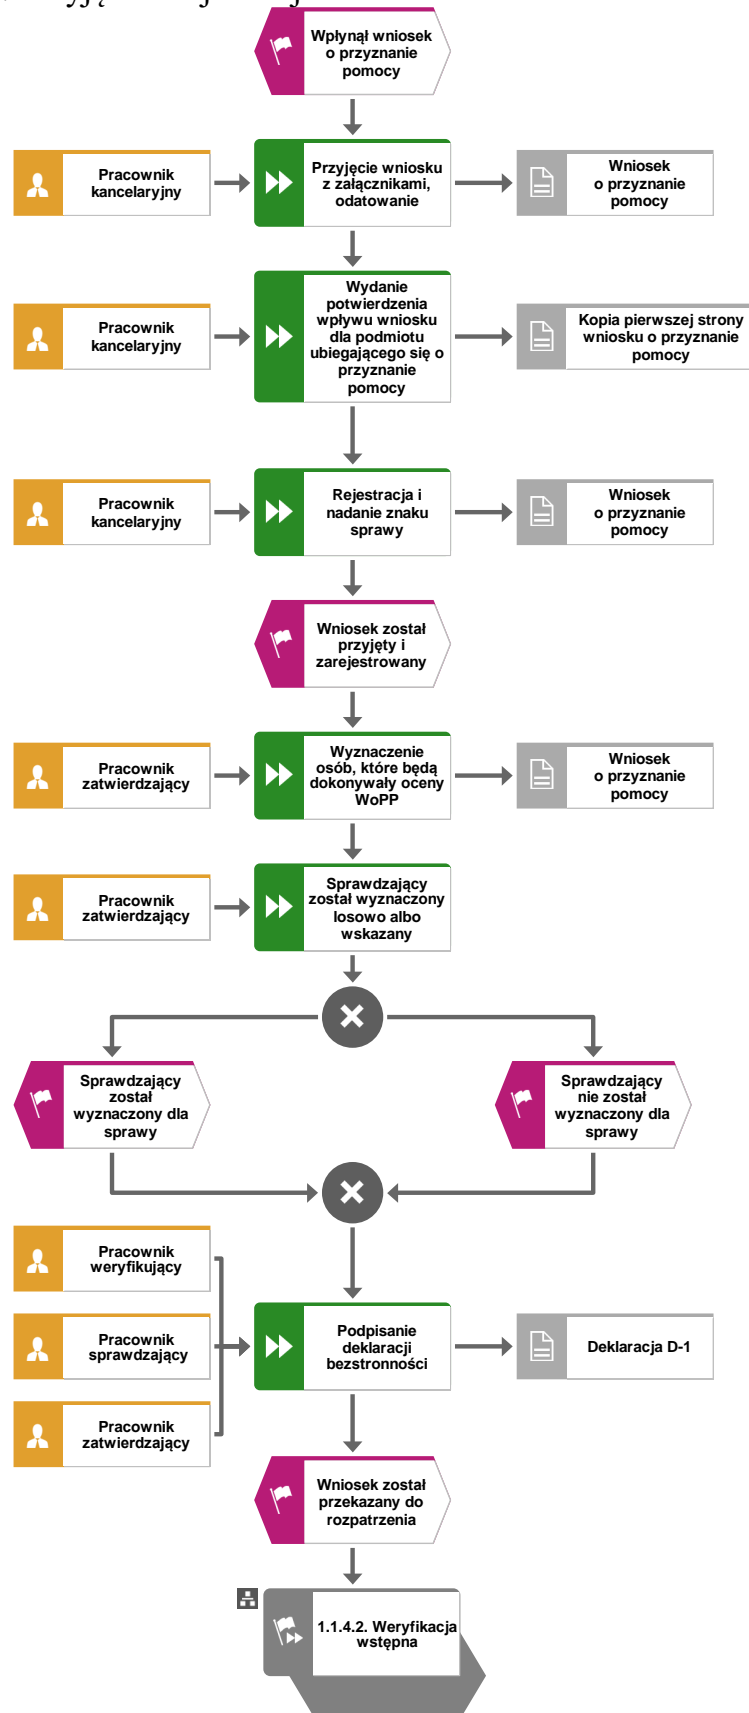 Wpłynął wniosek
o przyznanie
pomocy
Pracownik
kancelaryjny
Przyjęcie wniosku
z załącznikami,
odatowanie
Wniosek
o przyznanie
pomocy
Pracownik
kancelaryjny
Wydanie
potwierdzenia
wpływu wniosku
dla podmiotu
ubiegającego się o
przyznanie
pomocy
Kopia pierwszej strony
wniosku o przyznanie
pomocy
Pracownik
kancelaryjny
Rejestracja i
nadanie znaku
sprawy
Wniosek
o przyznanie
pomocy
Wniosek został
przyjęty i
zarejestrowany
Pracownik
zatwierdzający
Wyznaczenie
osób, które będą
dokonywały oceny
WoPP
Wniosek
o przyznanie
pomocy
Pracownik
zatwierdzający
Sprawdzający
został wyznaczony
losowo albo
wskazany
Sprawdzający
został
wyznaczony dla
sprawy
Sprawdzający
nie został
wyznaczony dla
sprawy
Pracownik
weryfikujący
Pracownik
sprawdzający
Pracownik
zatwierdzający
Podpisanie
deklaracji
bezstronności
Deklaracja D-1
Wniosek został
przekazany do
rozpatrzenia
1.1.4.2. Weryfikacja
wstępna